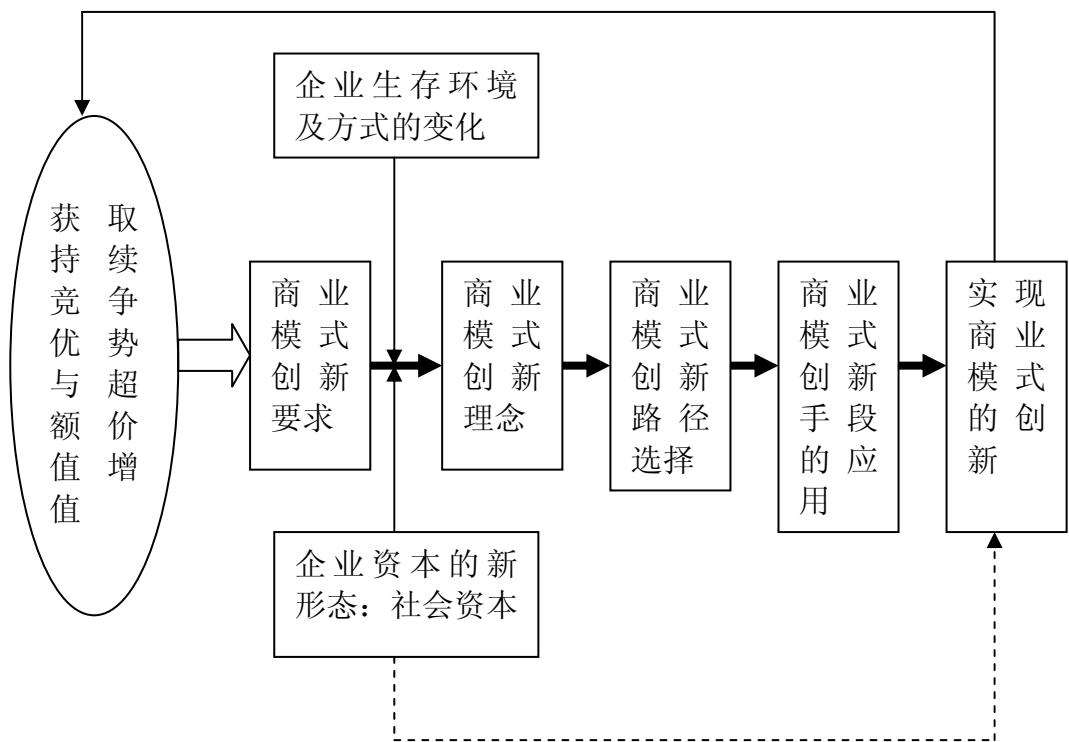 企业生存环境
及方式的变化
获取
持续
竞争
优势
与超
额价
值增
值
商业
模式
创新
要求
商业
模式
创新
理念
商业
模式
创新
路径
选择
商业
模式
创新
手段
的应
用
实现
商业
模式
的创
新
企业资本的新
形态：社会资本